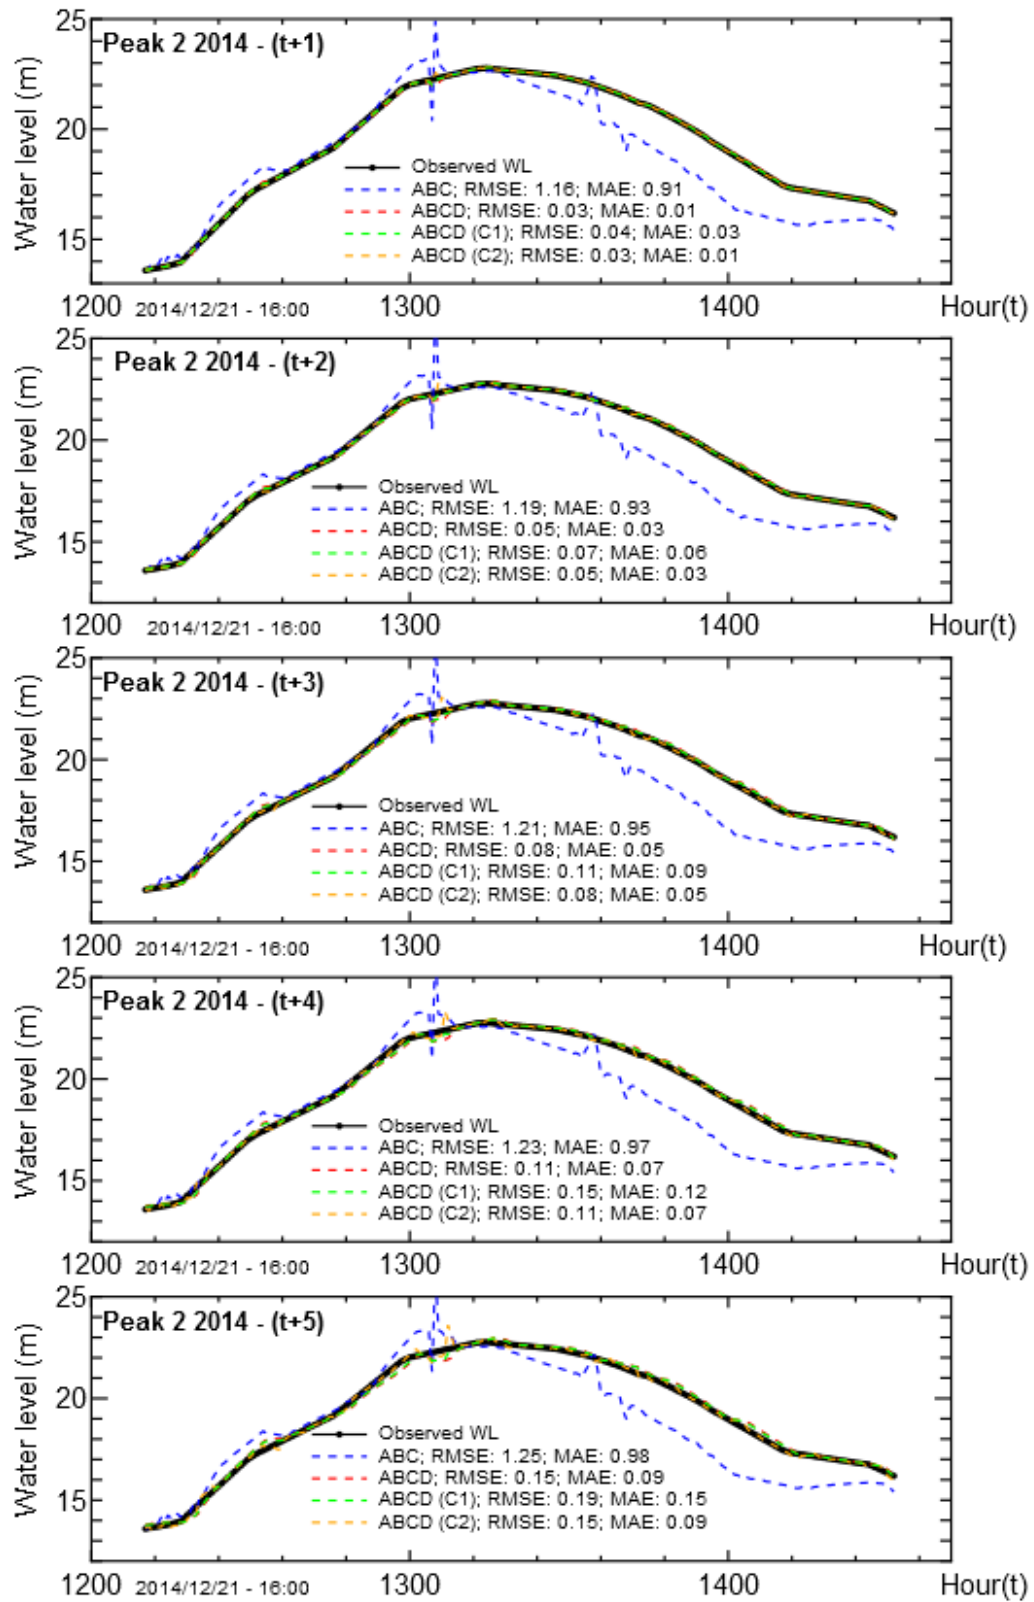 25
Peak 2 2014 - (t+1)
Water level (m)
20
Observed WL
ABC; RMSE: 1.16; MAE: 0.91
ABCD; RMSE: 0.03; MAE: 0.01
ABCD (C1); RMSE: 0.04; MAE: 0.03
ABCD (C2); RMSE: 0.03; MAE: 0.01
15
1200 2014/12/21 - 16:00 1300 1400 Hour(t)
25
Peak 2 2014 - (t+2)
Water level (m)
20
Observed WL
ABC; RMSE: 1.19; MAE: 0.93
ABCD; RMSE: 0.05; MAE: 0.03
ABCD (C1); RMSE: 0.07; MAE: 0.06
ABCD (C2); RMSE: 0.05; MAE: 0.03
15
1200 2014/12/21 - 16:00 1300 1400 Hour(t)
25
Peak 2 2014 - (t+3)
Water level (m)
20
Observed WL
ABC; RMSE: 1.21; MAE: 0.95
ABCD; RMSE: 0.08; MAE: 0.05
ABCD (C1); RMSE: 0.11; MAE: 0.09
ABCD (C2); RMSE: 0.08; MAE: 0.05
15
1200 2014/12/21 - 16:00 1300 1400 Hour(t)
25
Peak 2 2014 - (t+4)
Water level (m)
20
Observed WL
ABC; RMSE: 1.23; MAE: 0.97
ABCD; RMSE: 0.11; MAE: 0.07
ABCD (C1); RMSE: 0.15; MAE: 0.12
ABCD (C2); RMSE: 0.11; MAE: 0.07
15
1200 2014/12/21 - 16:00 1300 1400 Hour(t)
25
Peak 2 2014 - (t+5)
Water level (m)
20
Observed WL
ABC; RMSE: 1.25; MAE: 0.98
ABCD; RMSE: 0.15; MAE: 0.09
ABCD (C1); RMSE: 0.19; MAE: 0.15
ABCD (C2); RMSE: 0.15; MAE: 0.09
15
1200 2014/12/21 - 16:00 1300 1400 Hour(t)